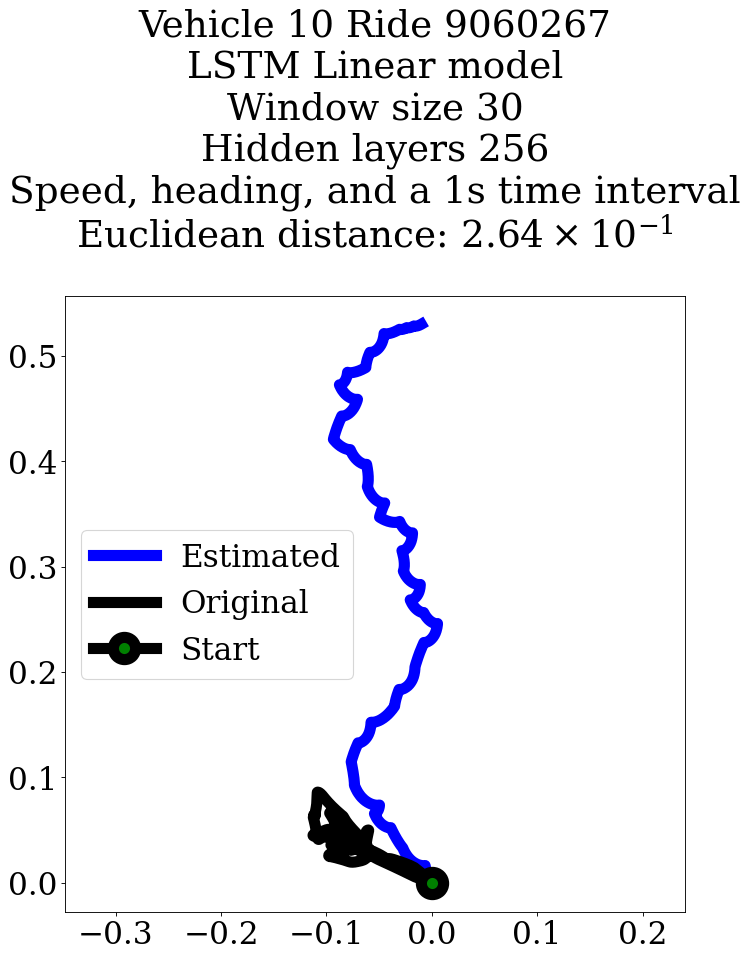 Vehicle 10 Ride 9060267
LSTM Linear model
Window size 30
Hidden layers 256
Speed, heading, and a 1s time interval
Euclidean distance: 2.64 × 10⁻¹
0.5
0.4
0.3
0.2
0.1
0.0
Estimated
Original
Start
−0.3 −0.2 −0.1 0.0 0.1 0.2